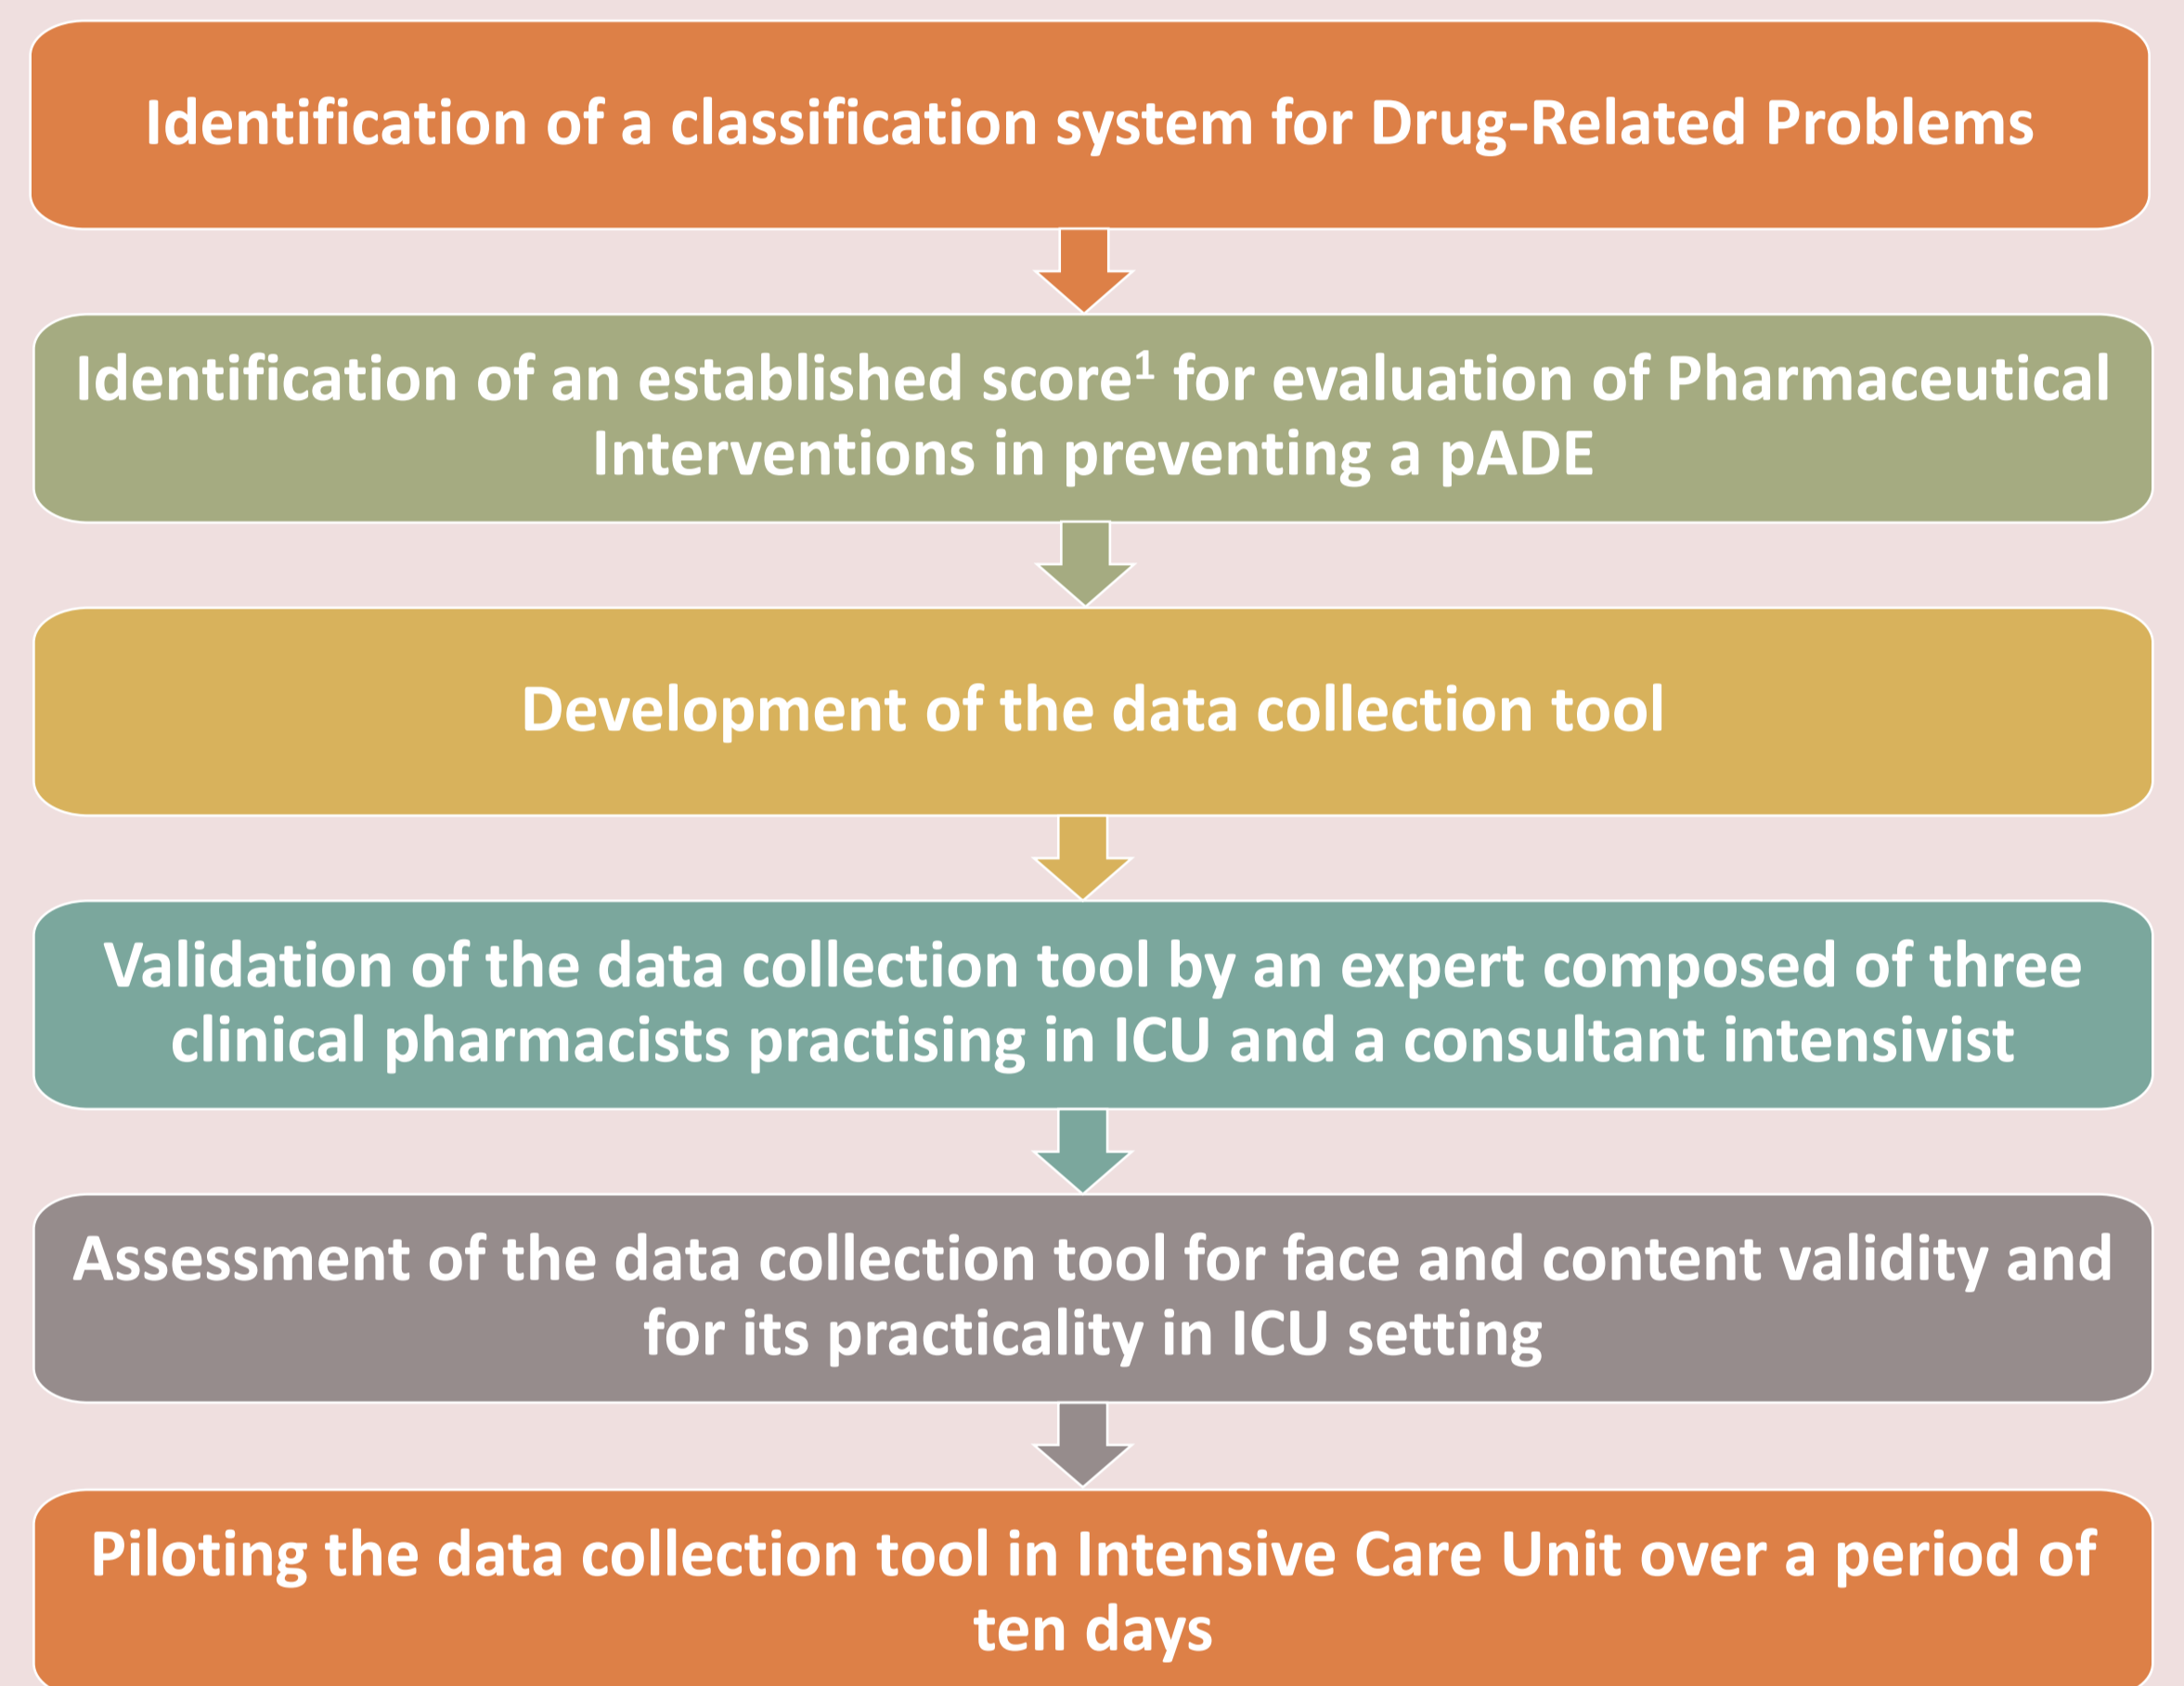 Identification of a classification system for Drug-Related Problems
Identification of an established score¹ for evaluation of Pharmaceutical
Interventions in preventing a pADE
Development of the data collection tool
Validation of the data collection tool by an expert composed of three
clinical pharmacists practising in ICU and a consultant intensivist
Assessment of the data collection tool for face and content validity and
for its practicality in ICU setting
Piloting the data collection tool in Intensive Care Unit over a period of
ten days